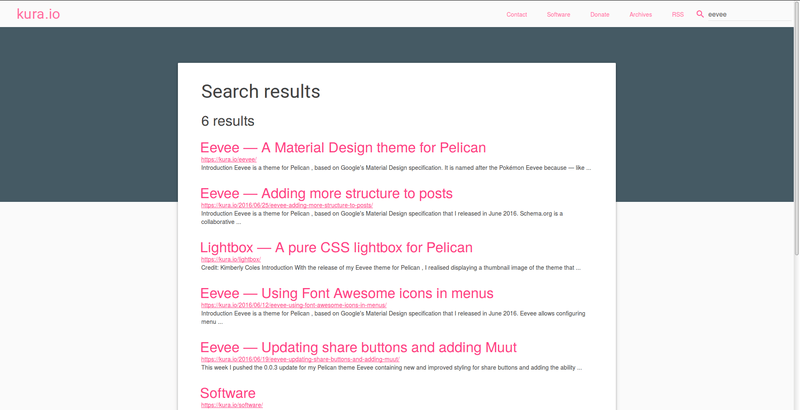 kura.io
Contact
Software
Donate
Archives
RSS
eevee
Search results
6 results
Eevee — A Material Design theme for Pelican
https://kura.io/eevee/
Introduction Eevee is a theme for Pelican , based on Google's Material Design specification. It is named after the Pokémon Eevee because — like ...
Eevee — Adding more structure to posts
https://kura.io/2016/06/26/eevee-adding-more-structure-to-posts/
Introduction Eevee is a theme for Pelican , based on Google's Material Design specification that I released in June 2016. Schema.org is a
collaborative ...
Lightbox — A pure CSS lightbox for Pelican
https://kura.io/lightbox/
Credit: Kimberly Coles Introduction With the release of my Eevee theme for Pelican , I realised displaying a thumbnail image of the theme that ...
Eevee — Using Font Awesome icons in menus
https://kura.io/2016/06/12/eevee-using-font-awesome-icons-in-menus/
Introduction Eevee is a theme for Pelican , based on Google's Material Design specification that I released in June 2016. Eevee allows configuring
menu ...
Eevee — Updating share buttons and adding Muut
https://kura.io/2016/06/19/eevee-updating-share-buttons-and-adding-muut/
This week I pushed the 0.0.3 update for my Pelican theme Eevee containing new and improved styling for share buttons and adding the ability ...
Software
https://kura.io/software/